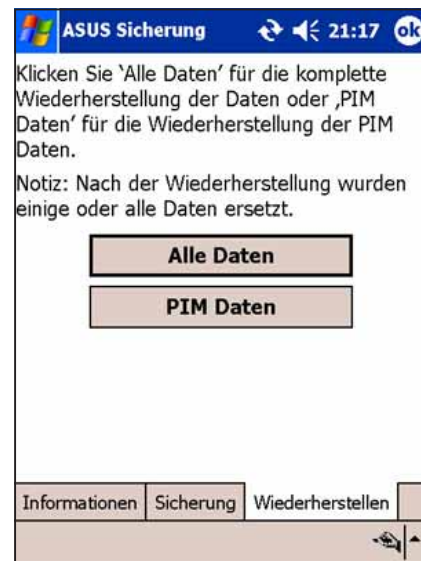 ASUS Sicherung 21:17 ok
Klicken Sie `Alle Daten´ für die komplette
Wiederherstellung der Daten oder ‚PIM
Daten´ für die Wiederherstellung der PIM
Daten.
Notiz: Nach der Wiederherstellung wurden
einige oder alle Daten ersetzt.
Alle Daten
PIM Daten
Informationen Sicherung Wiederherstellen